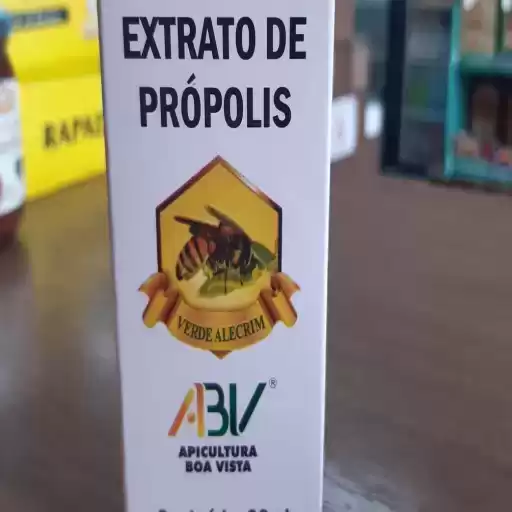 EXTRATO DE
PRÓPOLIS
VERDE ALECRIM
ABV®
APICULTURA
BOA VISTA